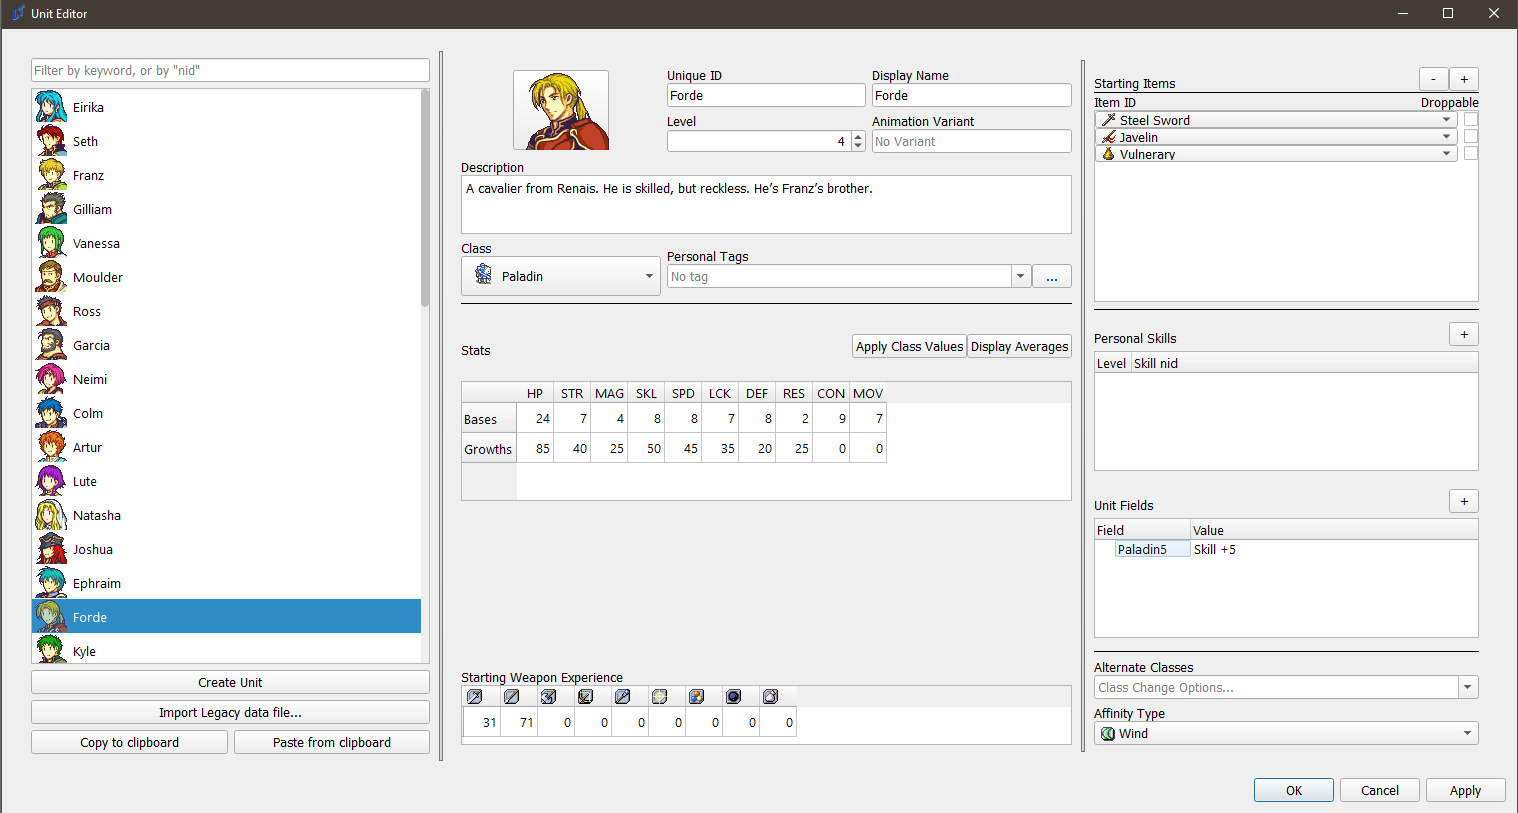 Unit Editor
Filter by keyword, or by "nid"
Eirika
Seth
Franz
Gilliam
Vanessa
Moulder
Ross
Garcia
Neimi
Colm
Artur
Lute
Natasha
Joshua
Ephraim
Forde
Kyle
Create Unit
Import Legacy data file...
Copy to clipboard Paste from clipboard
Unique ID Display Name
Forde Forde
Level Animation Variant
4 No Variant
Description
A cavalier from Renais. He is skilled, but reckless. He’s Franz’s brother.
Class Personal Tags
Paladin No tag ...
Stats Apply Class Values Display Averages
HP STR MAG SKL SPD LCK DEF RES CON MOV
Bases 24 7 4 8 8 7 8 2 9 7
Growths 85 40 25 50 45 35 20 25 0 0
Starting Weapon Experience
31 71 0 0 0 0 0 0 0
Starting Items - +
Item ID Droppable
Steel Sword
Javelin
Vulnerary
Personal Skills +
Level Skill nid
Unit Fields +
Field Value
Paladin5 Skill +5
Alternate Classes
Class Change Options...
Affinity Type
Wind
OK Cancel Apply